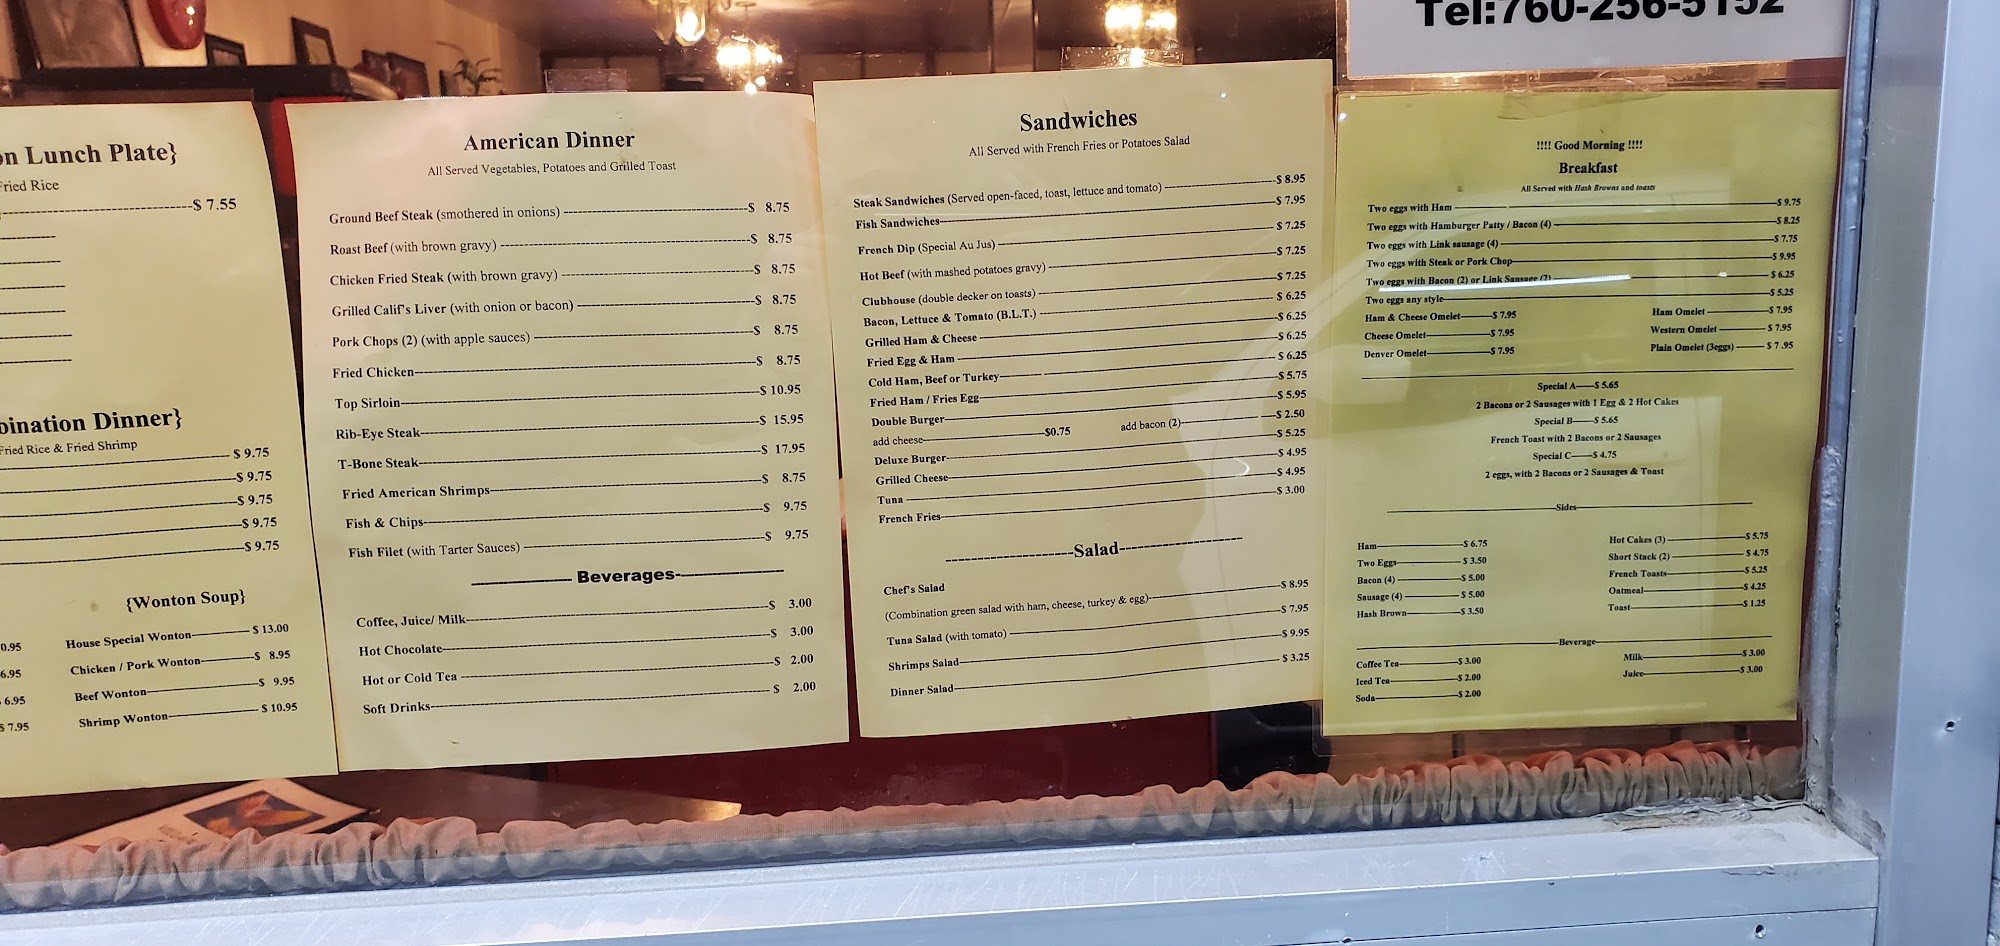 Tel:760-256-5152
on Lunch Plate}
Fried Rice
$ 7.55
bination Dinner}
Fried Rice & Fried Shrimp
$ 9.75
$ 9.75
$ 9.75
$ 9.75
$ 9.75
{Wonton Soup}
0.95 House Special Wonton $ 13.00
6.95 Chicken / Pork Wonton $ 8.95
6.95 Beef Wonton $ 9.95
$ 7.95 Shrimp Wonton $ 10.95
American Dinner
All Served Vegetables, Potatoes and Grilled Toast
Ground Beef Steak (smothered in onions) $ 8.75
Roast Beef (with brown gravy) $ 8.75
Chicken Fried Steak (with brown gravy) $ 8.75
Grilled Calif's Liver (with onion or bacon) $ 8.75
Pork Chops (2) (with apple sauces) $ 8.75
Fried Chicken $ 8.75
Top Sirloin $ 10.95
Rib-Eye Steak $ 15.95
T-Bone Steak $ 17.95
Fried American Shrimps $ 8.75
Fish & Chips $ 9.75
Fish Filet (with Tarter Sauces) $ 9.75
Beverages
Coffee, Juice/ Milk $ 3.00
Hot Chocolate $ 3.00
Hot or Cold Tea $ 2.00
Soft Drinks $ 2.00
Sandwiches
All Served with French Fries or Potatoes Salad
Steak Sandwiches (Served open-faced, toast, lettuce and tomato) $ 8.95
Fish Sandwiches $ 7.95
French Dip (Special Au Jus) $ 7.25
Hot Beef (with mashed potatoes gravy) $ 7.25
Clubhouse (double decker on toasts) $ 7.25
Bacon, Lettuce & Tomato (B.L.T.) $ 6.25
Grilled Ham & Cheese $ 6.25
Fried Egg & Ham $ 6.25
Cold Ham, Beef or Turkey $ 6.25
Fried Ham / Fries Egg $ 5.75
Double Burger $ 5.95
add cheese $0.75 add bacon (2) $ 2.50
Deluxe Burger $ 5.25
Grilled Cheese $ 4.95
Tuna $ 4.95
French Fries $ 3.00
Salad
Chef's Salad
(Combination green salad with ham, cheese, turkey & egg) $ 8.95
Tuna Salad (with tomato) $ 7.95
Shrimps Salad $ 9.95
Dinner Salad $ 3.25
!!!! Good Morning !!!!
Breakfast
All Served with Hash Browns and toasts
Two eggs with Ham $ 9.75
Two eggs with Hamburger Patty / Bacon (4) $ 8.25
Two eggs with Link sausage (4) $ 7.75
Two eggs with Steak or Pork Chop $ 9.95
Two eggs with Bacon (2) or Link Sausage (2) $ 6.25
Two eggs any style $ 5.25
Ham & Cheese Omelet $ 7.95 Ham Omelet $ 7.95
Cheese Omelet $ 7.95 Western Omelet $ 7.95
Denver Omelet $ 7.95 Plain Omelet (3eggs) $ 7.95
Special A $ 5.65
2 Bacons or 2 Sausages with 1 Egg & 2 Hot Cakes
Special B $ 5.65
French Toast with 2 Bacons or 2 Sausages
Special C $ 4.75
2 eggs, with 2 Bacons or 2 Sausages & Toast
Sides
Ham $ 6.75 Hot Cakes (3) $ 5.75
Two Eggs $ 3.50 Short Stack (2) $ 4.75
Bacon (4) $ 5.00 French Toasts $ 5.25
Sausage (4) $ 5.00 Oatmeal $ 4.25
Hash Brown $ 3.50 Toast $ 1.25
Beverage
Coffee Tea $ 3.00 Milk $ 3.00
Iced Tea $ 2.00 Juice $ 3.00
Soda $ 2.00